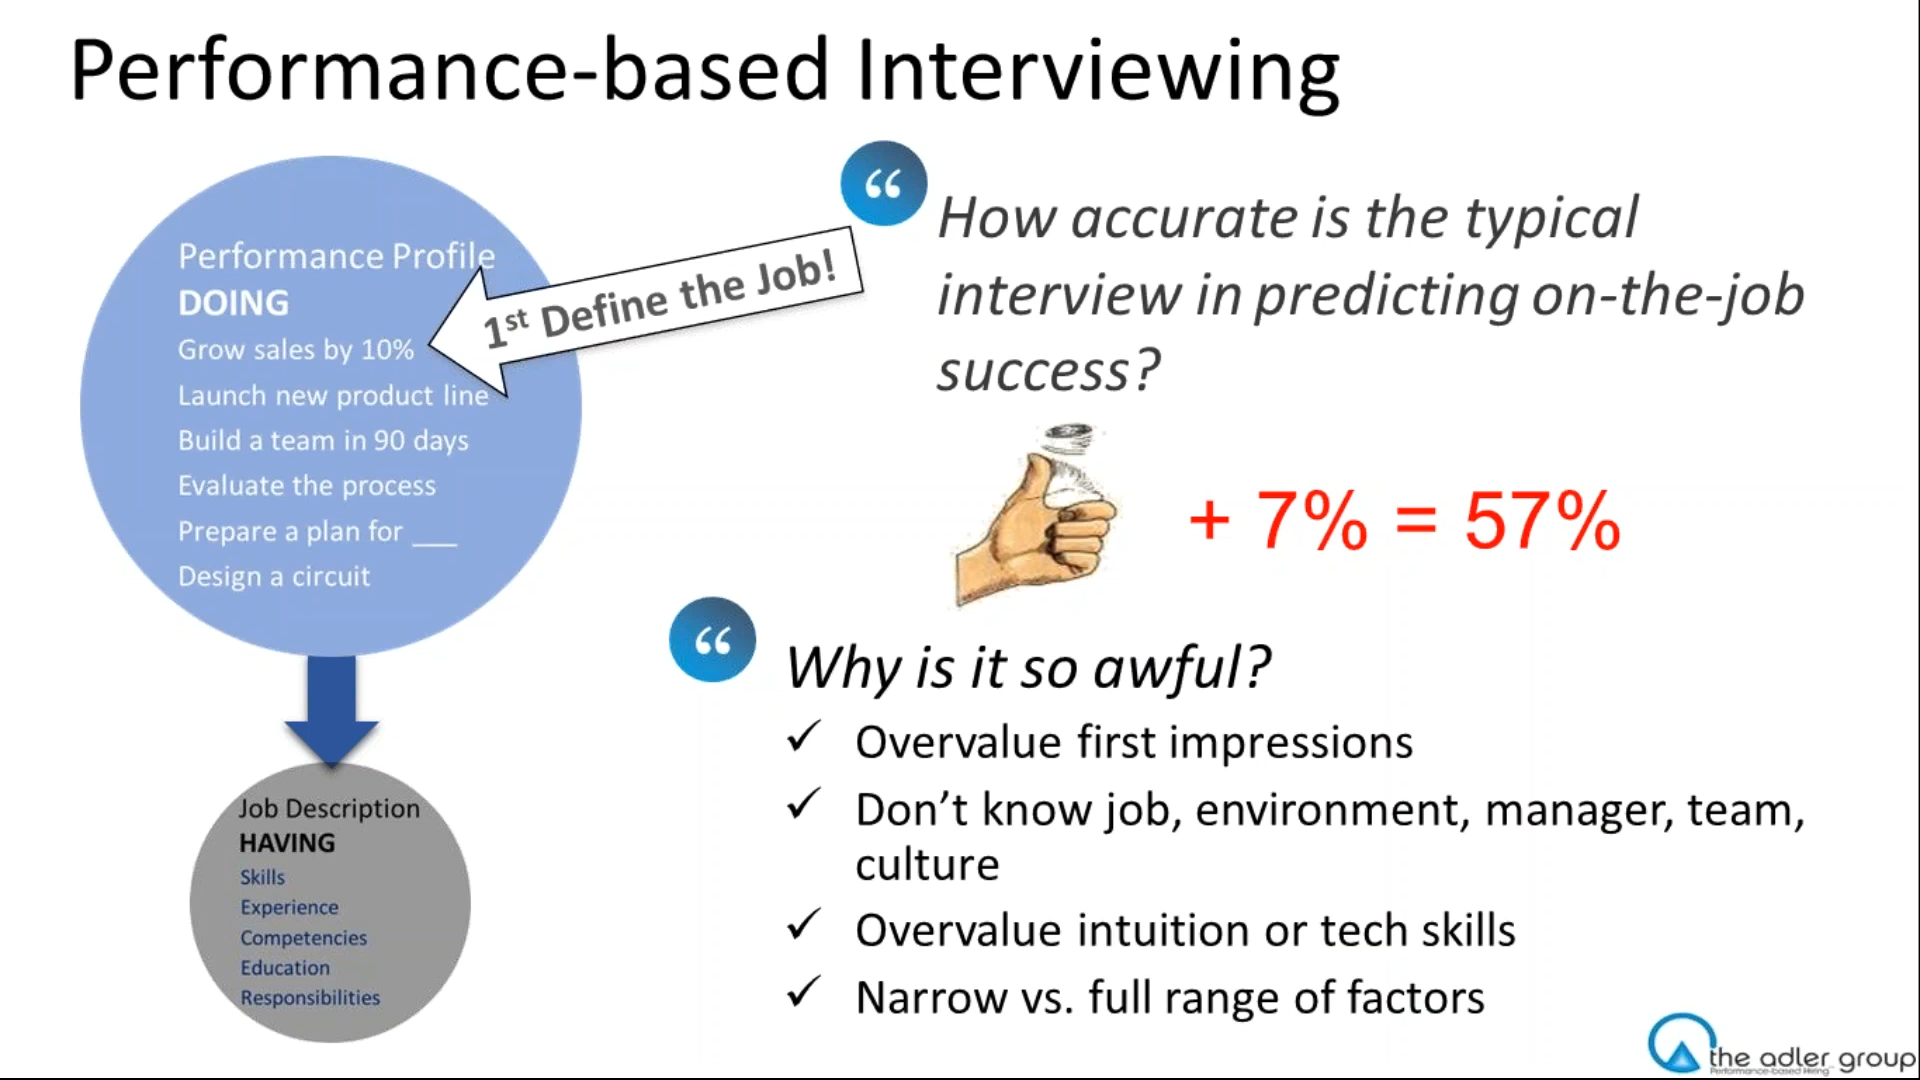 Performance-based Interviewing
Performance Profile
DOING
Grow sales by 10%
Launch new product line
Build a team in 90 days
Evaluate the process
Prepare a plan for ___
Design a circuit
1st Define the Job!
Job Description
HAVING
Skills
Experience
Competencies
Education
Responsibilities
“
How accurate is the typical
interview in predicting on-the-job
success?
+ 7% = 57%
“
Why is it so awful?
✓ Overvalue first impressions
✓ Don’t know job, environment, manager, team,
culture
✓ Overvalue intuition or tech skills
✓ Narrow vs. full range of factors
the adler group
Performance-based Hiring